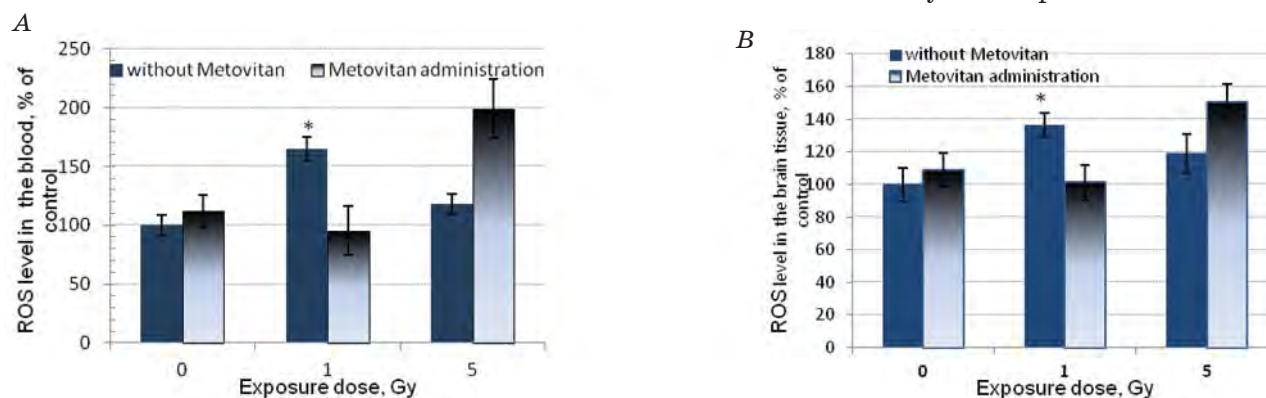 A
250
without Metovitan
Metovitan administration
200
150
100
50
0
*
ROS level in the blood, % of
control
0
1
5
Exposure dose, Gy
B
180
without Metovitan
160
Metovitan administration
140
120
100
80
60
40
20
0
*
ROS level in the brain tissue, % of
control
0
1
5
Exposure dose, Gy